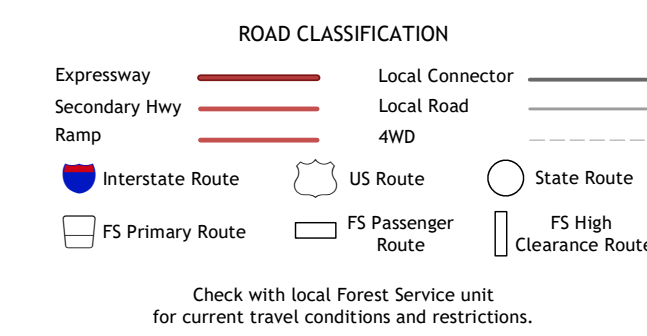 ROAD CLASSIFICATION
Expressway
Local Connector
Secondary Hwy
Local Road
Ramp
4WD
Interstate Route
US Route
State Route
FS Primary Route
FS Passenger
Route
FS High
Clearance Route
Check with local Forest Service unit
for current travel conditions and restrictions.